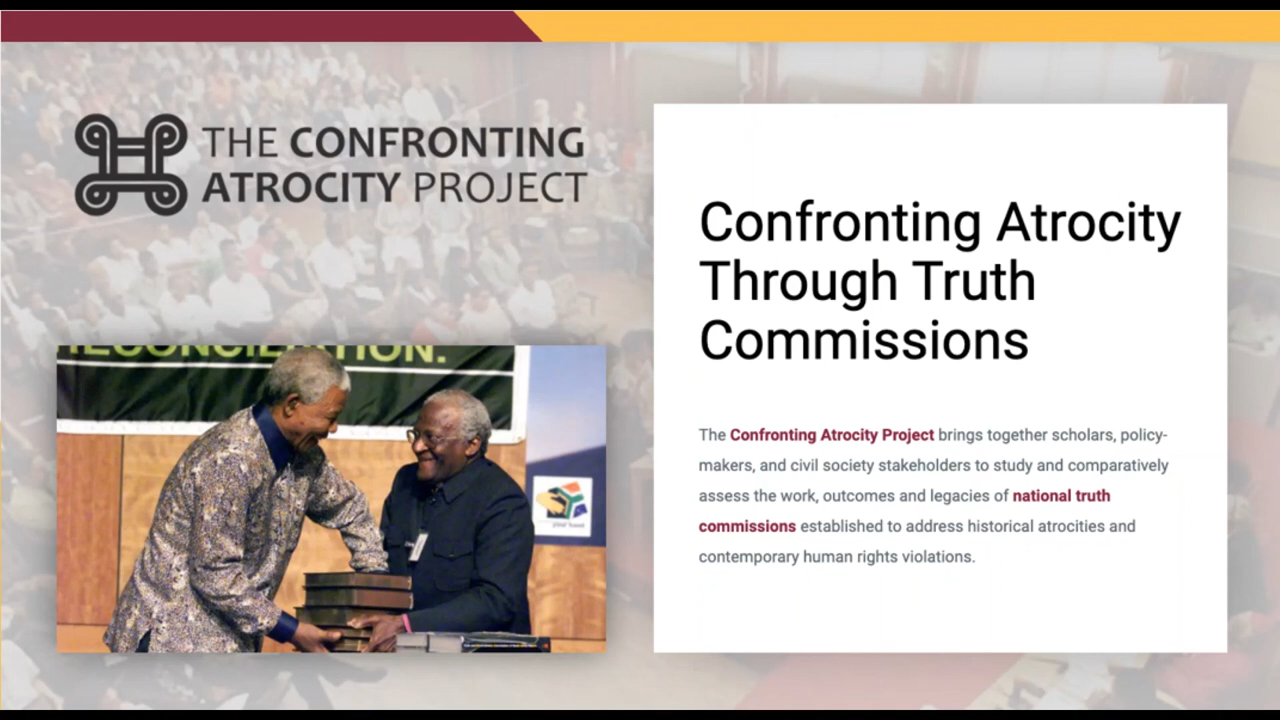 THE CONFRONTING
ATROCITY PROJECT
Confronting Atrocity
Through Truth
Commissions
The Confronting Atrocity Project brings together scholars, policy-
makers, and civil society stakeholders to study and comparatively
assess the work, outcomes and legacies of national truth
commissions established to address historical atrocities and
contemporary human rights violations.